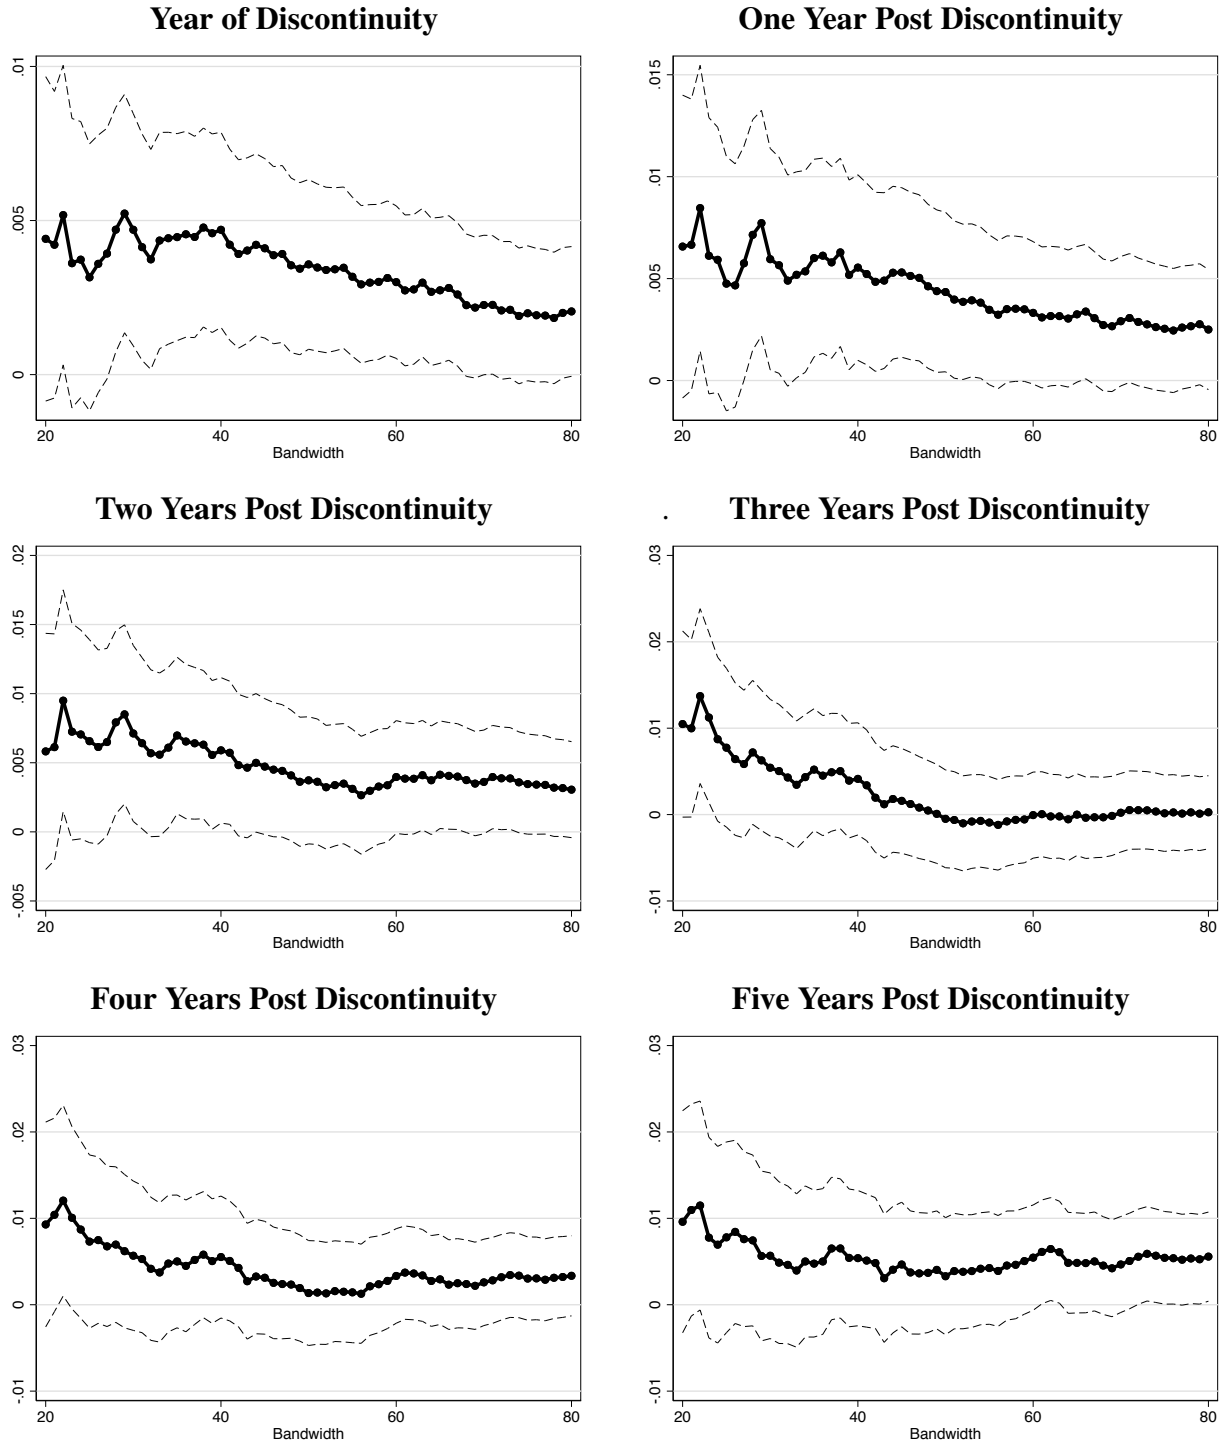 Year of Discontinuity
.01
.005
0
20 40 60 80
Bandwidth
One Year Post Discontinuity
.015
.01
.005
0
20 40 60 80
Bandwidth
Two Years Post Discontinuity
.02
.015
.01
.005
0
-.005
20 40 60 80
Bandwidth
.
Three Years Post Discontinuity
.03
.02
.01
0
-.01
20 40 60 80
Bandwidth
Four Years Post Discontinuity
.03
.02
.01
0
-.01
20 40 60 80
Bandwidth
Five Years Post Discontinuity
.03
.02
.01
0
-.01
20 40 60 80
Bandwidth